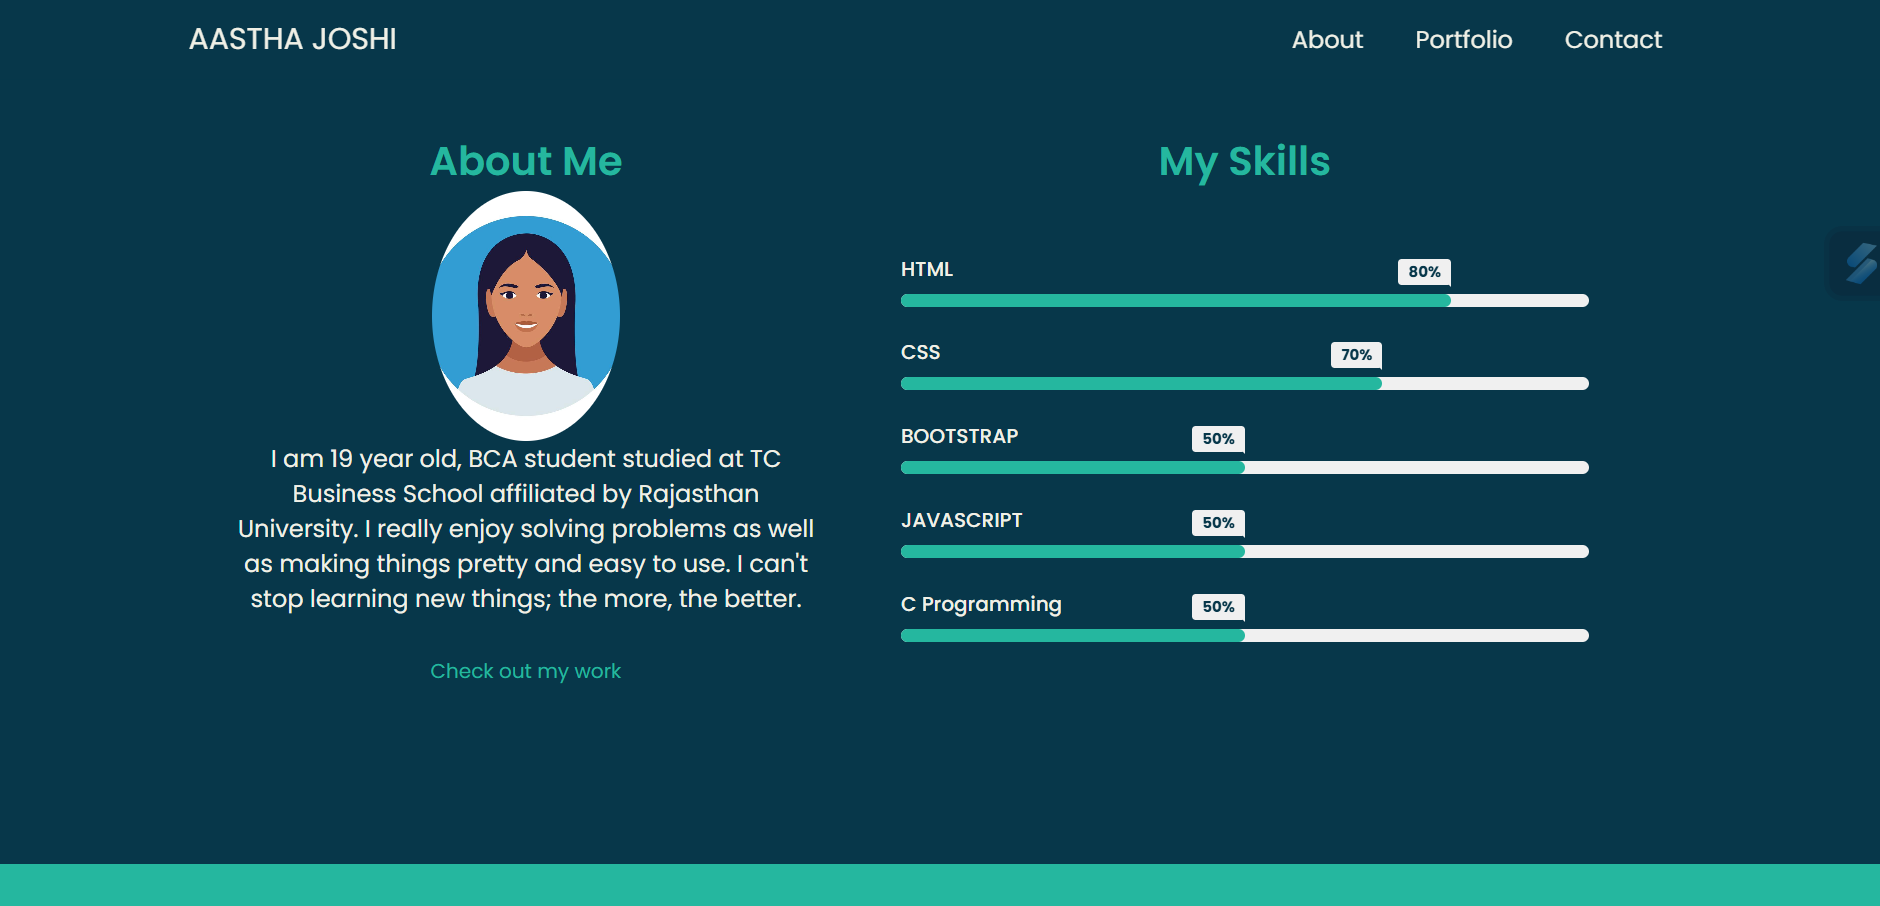 AASTHA JOSHI
About
Portfolio
Contact
About Me
I am 19 year old, BCA student studied at TC
Business School affiliated by Rajasthan
University. I really enjoy solving problems as well
as making things pretty and easy to use. I can't
stop learning new things; the more, the better.
Check out my work
My Skills
HTML
80%
CSS
70%
BOOTSTRAP
50%
JAVASCRIPT
50%
C Programming
50%